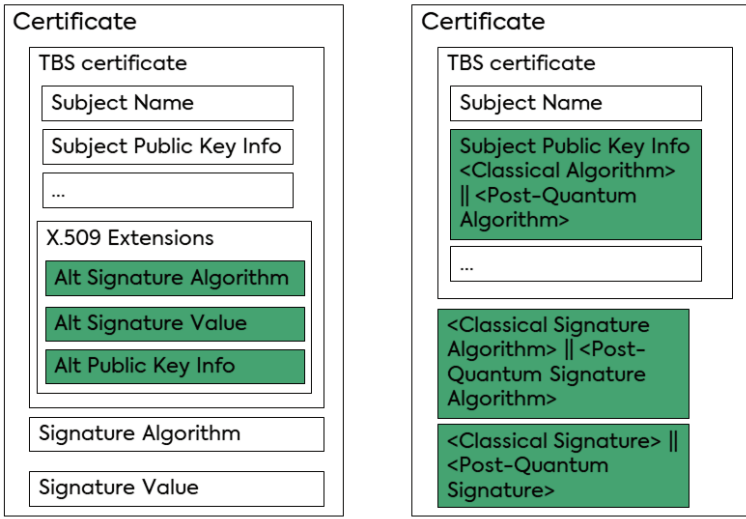 Certificate
TBS certificate
Subject Name
Subject Public Key Info
...
X.509 Extensions
Alt Signature Algorithm
Alt Signature Value
Alt Public Key Info
Signature Algorithm
Signature Value
Certificate
TBS certificate
Subject Name
Subject Public Key Info
<Classical Algorithm>
|| <Post-Quantum
Algorithm>
...
<Classical Signature
Algorithm> || <Post-
Quantum Signature
Algorithm>
<Classical Signature> ||
<Post-Quantum
Signature>